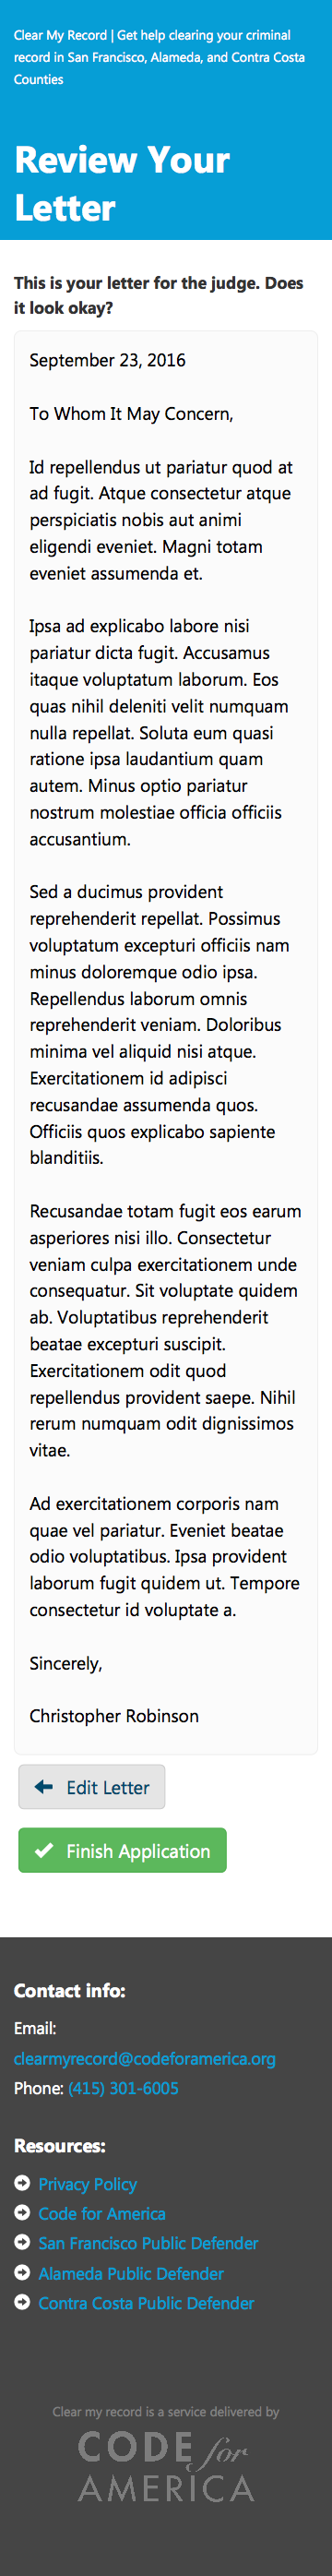 Clear My Record | Get help clearing your criminal
record in San Francisco, Alameda, and Contra Costa
Counties
Review Your
Letter
This is your letter for the judge. Does
it look okay?
September 23, 2016
To Whom It May Concern,
Id repellendus ut pariatur quod at
ad fugit. Atque consectetur atque
perspiciatis nobis aut animi
eligendi eveniet. Magni totam
eveniet assumenda et.
Ipsa ad explicabo labore nisi
pariatur dicta fugit. Accusamus
itaque voluptatum laborum. Eos
quas nihil deleniti velit numquam
nulla repellat. Soluta eum quasi
ratione ipsa laudantium quam
autem. Minus optio pariatur
nostrum molestiae officia officiis
accusantium.
Sed a ducimus provident
reprehenderit repellat. Possimus
voluptatum excepturi officiis nam
minus doloremque odio ipsa.
Repellendus laborum omnis
reprehenderit veniam. Doloribus
minima vel aliquid nisi atque.
Exercitationem id adipisci
recusandae assumenda quos.
Officiis quos explicabo sapiente
blanditiis.
Recusandae totam fugit eos earum
asperiores nisi illo. Consectetur
veniam culpa exercitationem unde
consequatur. Sit voluptate quidem
ab. Voluptatibus reprehenderit
beatae excepturi suscipit.
Exercitationem odit quod
repellendus provident saepe. Nihil
rerum numquam odit dignissimos
vitae.
Ad exercitationem corporis nam
quae vel pariatur. Eveniet beatae
odio voluptatibus. Ipsa provident
laborum fugit quidem ut. Tempore
consectetur id voluptate a.
Sincerely,
Christopher Robinson
Edit Letter
Finish Application
Contact info:
Email:
clearmyrecord@codeforamerica.org
Phone: (415) 301-6005
Resources:
Privacy Policy
Code for America
San Francisco Public Defender
Alameda Public Defender
Contra Costa Public Defender
Clear my record is a service delivered by
CODE for
AMERICA